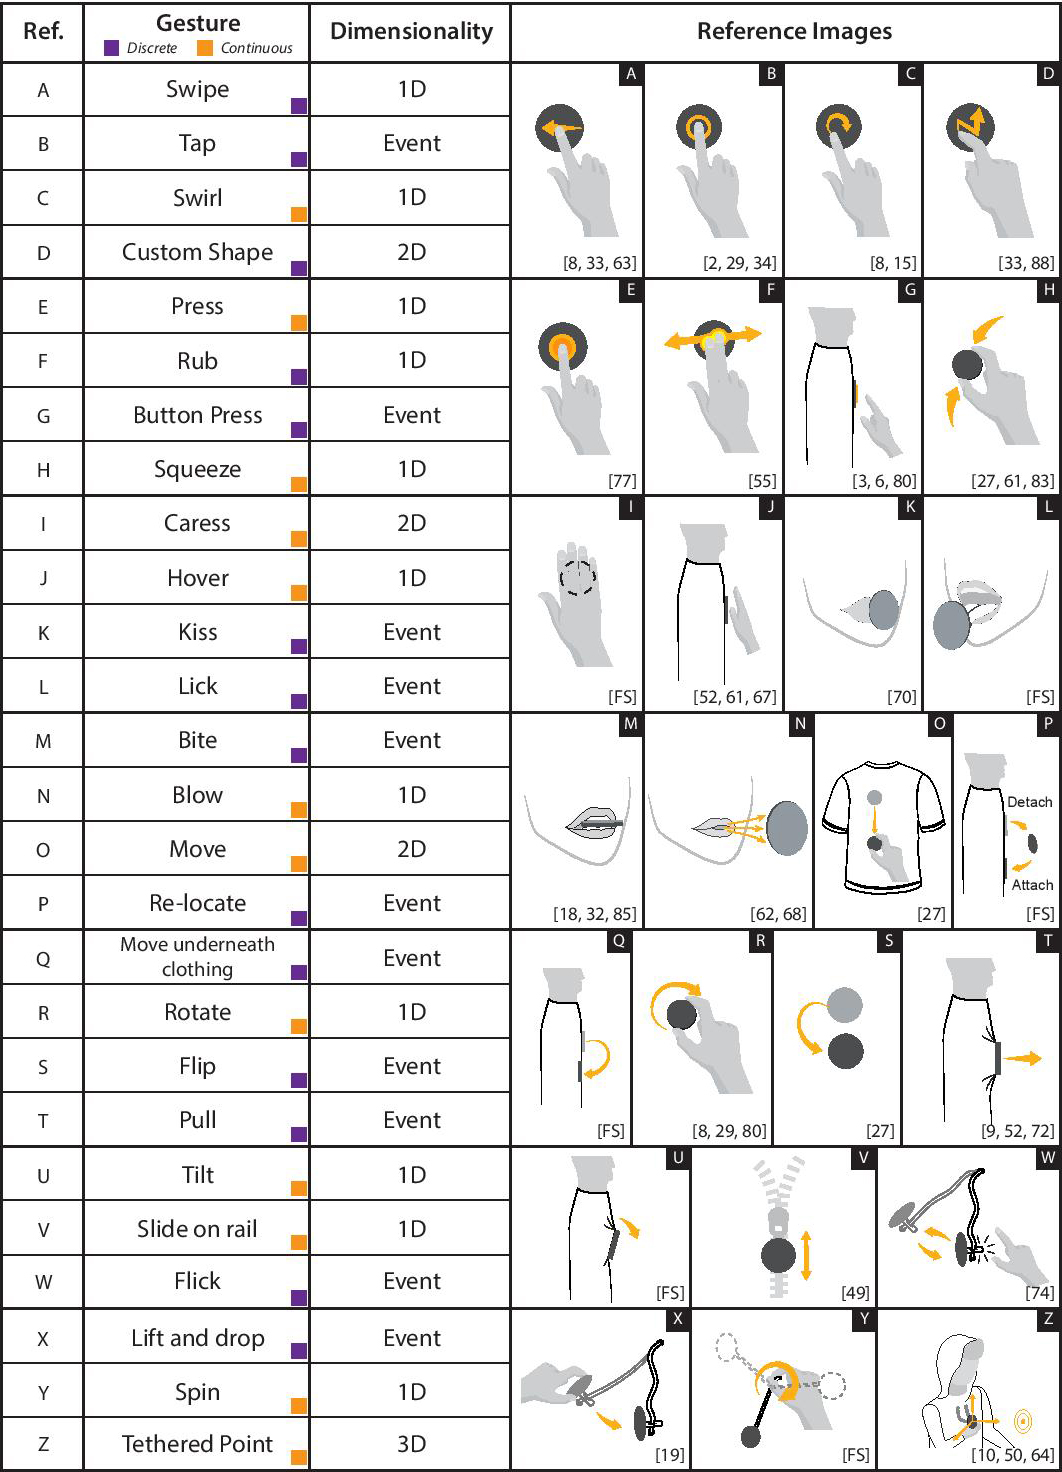 Ref. Gesture Dimensionality Reference Images
Discrete Continuous
A Swipe 1D
B Tap Event
C Swirl 1D
D Custom Shape 2D
A B C D
[8, 33, 63] [2, 29, 34] [8, 15] [33, 88]
E Press 1D
F Rub 1D
G Button Press Event
H Squeeze 1D
E F G H
[77] [55] [3, 6, 80] [27, 61, 83]
I Caress 2D
J Hover 1D
K Kiss Event
L Lick Event
I J K L
[FS] [52, 61, 67] [70] [FS]
M Bite Event
N Blow 1D
O Move 2D
P Re-locate Event
M N O P
Detach
Attach
[18, 32, 85] [62, 68] [27] [FS]
Q Move underneath clothing Event
R Rotate 1D
S Flip Event
T Pull Event
Q R S T
[FS] [8, 29, 80] [27] [9, 52, 72]
U Tilt 1D
V Slide on rail 1D
W Flick Event
U V W
[FS] [49] [74]
X Lift and drop Event
Y Spin 1D
Z Tethered Point 3D
X Y Z
[19] [FS] [10, 50, 64]